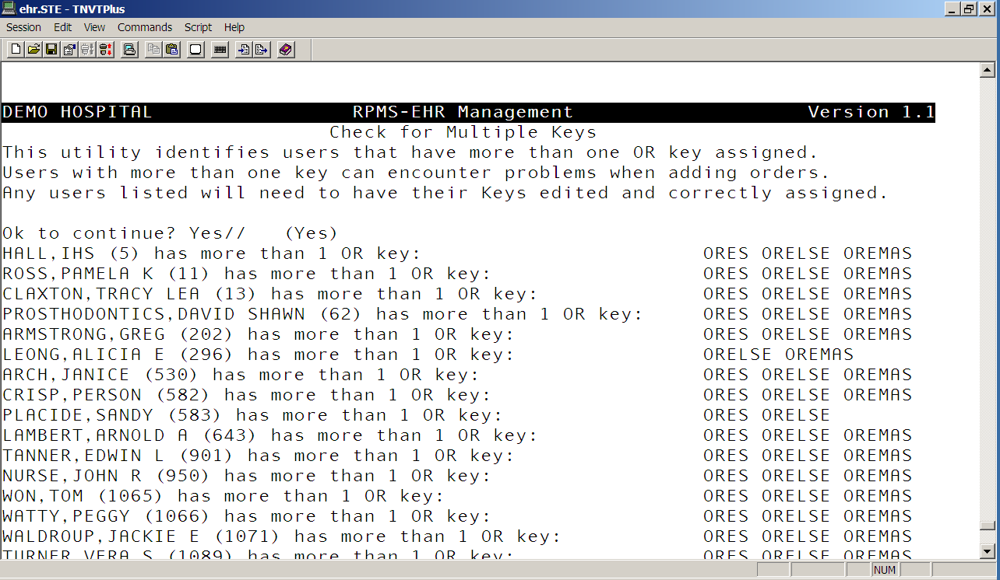 ehr.STE - TNVTPlus
Session Edit View Commands Script Help
DEMO HOSPITAL RPMS-EHR Management Version 1.1
Check for Multiple Keys
This utility identifies users that have more than one OR key assigned.
Users with more than one key can encounter problems when adding orders.
Any users listed will need to have their Keys edited and correctly assigned.
Ok to continue? Yes// (Yes)
HALL,IHS (5) has more than 1 OR key: ORES ORELSE OREMAS
ROSS,PAMELA K (11) has more than 1 OR key: ORES ORELSE OREMAS
CLAXTON,TRACY LEA (13) has more than 1 OR key: ORES ORELSE OREMAS
PROSTHODONTICS,DAVID SHAWN (62) has more than 1 OR key: ORES ORELSE OREMAS
ARMSTRONG,GREG (202) has more than 1 OR key: ORES ORELSE OREMAS
LEONG,ALICIA E (296) has more than 1 OR key: ORELSE OREMAS
ARCH,JANICE (530) has more than 1 OR key: ORES ORELSE OREMAS
CRISP,PERSON (582) has more than 1 OR key: ORES ORELSE OREMAS
PLACIDE,SANDY (583) has more than 1 OR key: ORES ORELSE
LAMBERT,ARNOLD A (643) has more than 1 OR key: ORES ORELSE OREMAS
TANNER,EDWIN L (901) has more than 1 OR key: ORES ORELSE OREMAS
NURSE,JOHN R (950) has more than 1 OR key: ORES ORELSE OREMAS
WON,TOM (1065) has more than 1 OR key: ORES ORELSE OREMAS
WATTY,PEGGY (1066) has more than 1 OR key: ORES ORELSE OREMAS
WALDROUP,JACKIE E (1071) has more than 1 OR key: ORES ORELSE OREMAS
TURNER,VERA S (1089) has more than 1 OR key: ORES ORELSE OREMAS
NUM